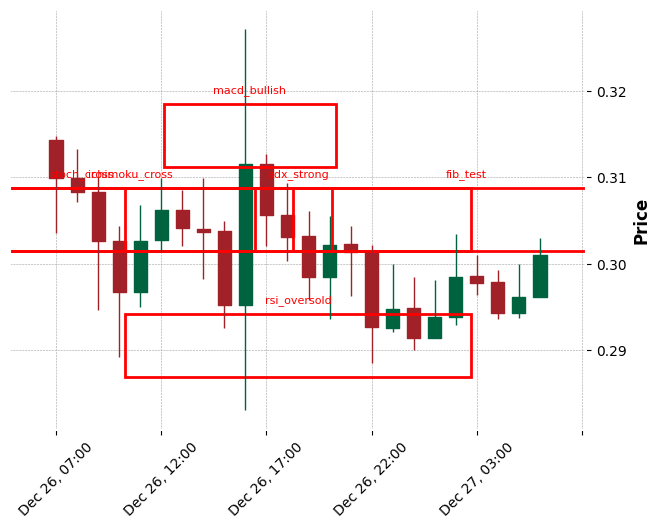 macd_bullish
ichimoku_cross
adx_strong
fib_test
rsi_oversold
0.32
0.31
0.30
0.29
Price
Dec 26, 07:00
Dec 26, 12:00
Dec 26, 17:00
Dec 26, 22:00
Dec 27, 03:00